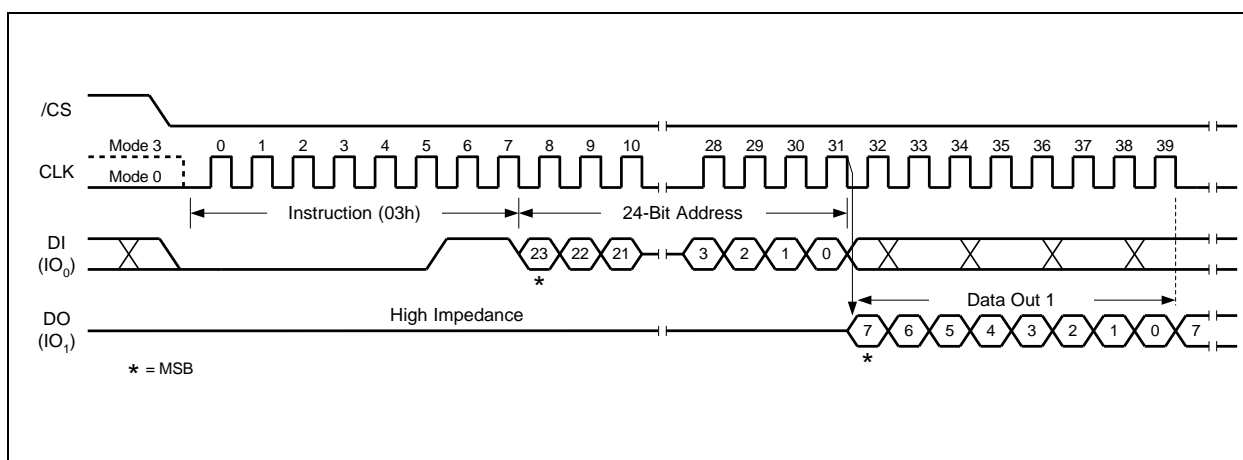 /CS
Mode 3 0 1 2 3 4 5 6 7 8 9 10 28 29 30 31 32 33 34 35 36 37 38 39
CLK
Mode 0
Instruction (03h) 24-Bit Address
DI
(IO0) 23 22 21 3 2 1 0
*
Data Out 1
High Impedance
DO
(IO1) 7 6 5 4 3 2 1 0 7
*
* = MSB